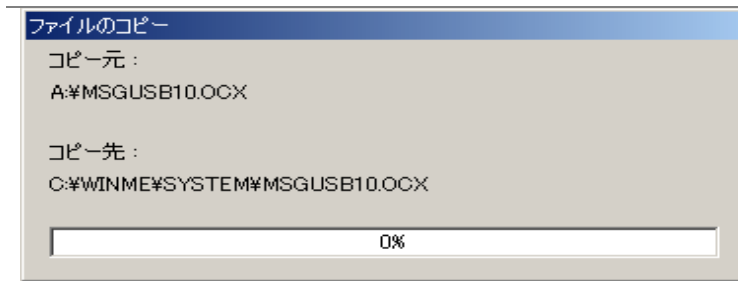 ファイルのコピー
コピー元：
A:¥MSGUSB10.OCX
コピー先：
C:¥WINME¥SYSTEM¥MSGUSB10.OCX
0%